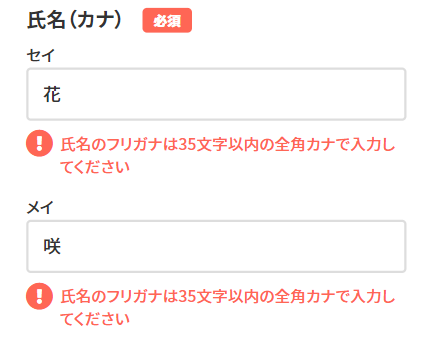 氏名（カナ） 必須
セイ
花
氏名のフリガナは35文字以内の全角カナで入力し
てください
メイ
咲
氏名のフリガナは35文字以内の全角カナで入力し
てください